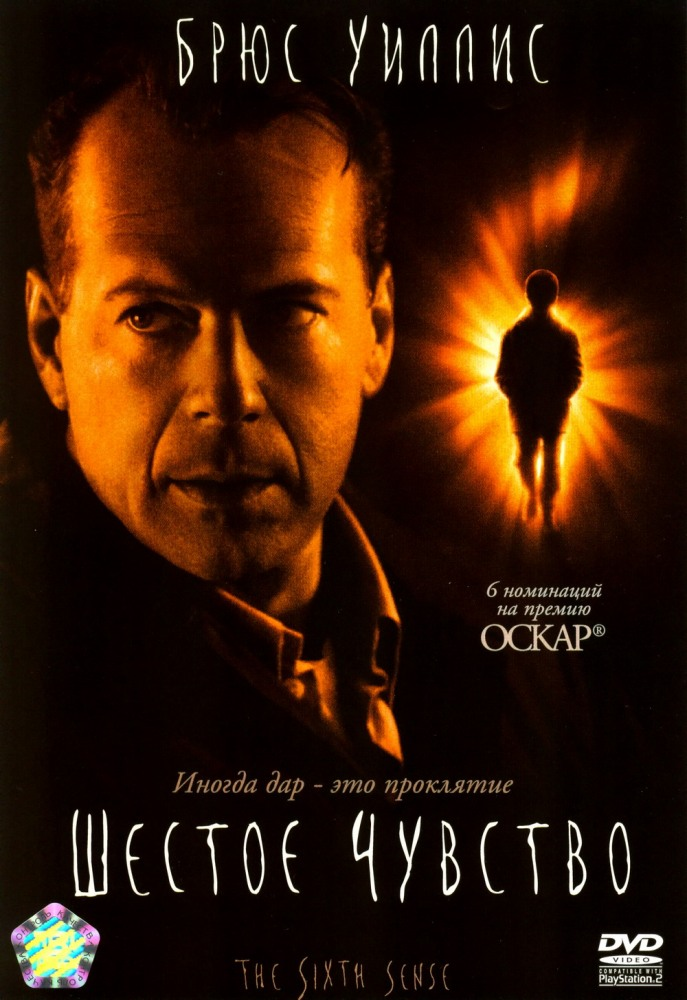 БРЮС УИЛЛИС
6 номинаций
на премию
ОСКАР®
Иногда дар - это проклятие
ШЕСТОЕ ЧУВСТВО
THE SIXTH SENSE
DVD
VIDEO
COMPATIBLE WITH
PlayStation.2